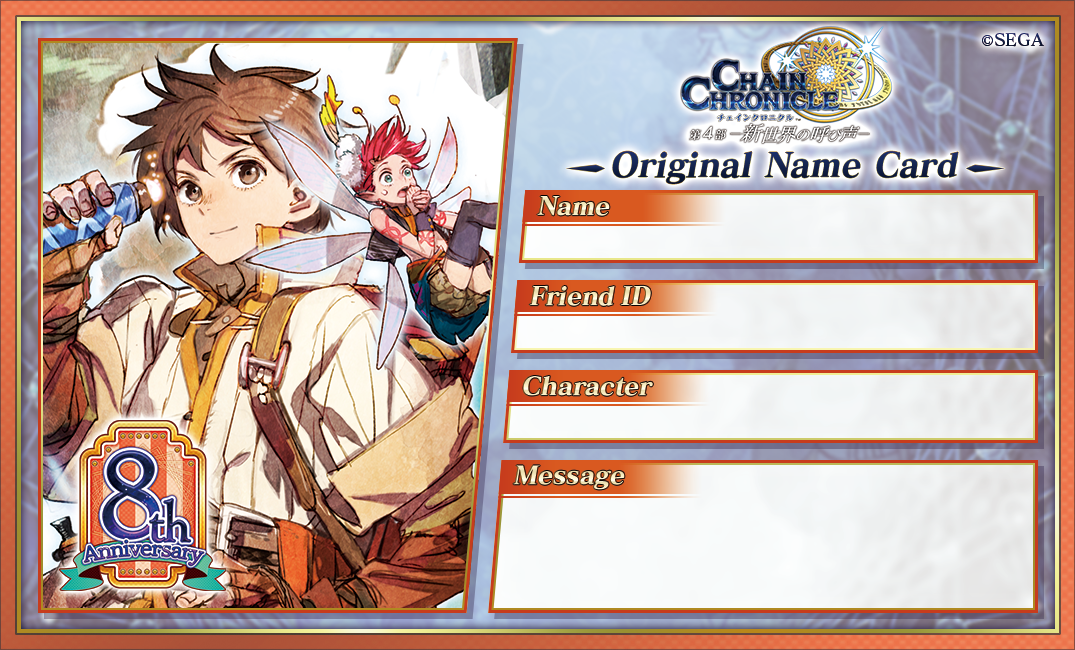 ©SEGA
CHAIN
CHRONICLE
チェインクロニクル
第4部 ―新世界の呼び声―
Original Name Card
Name
Friend ID
Character
Message
8th
Anniversary